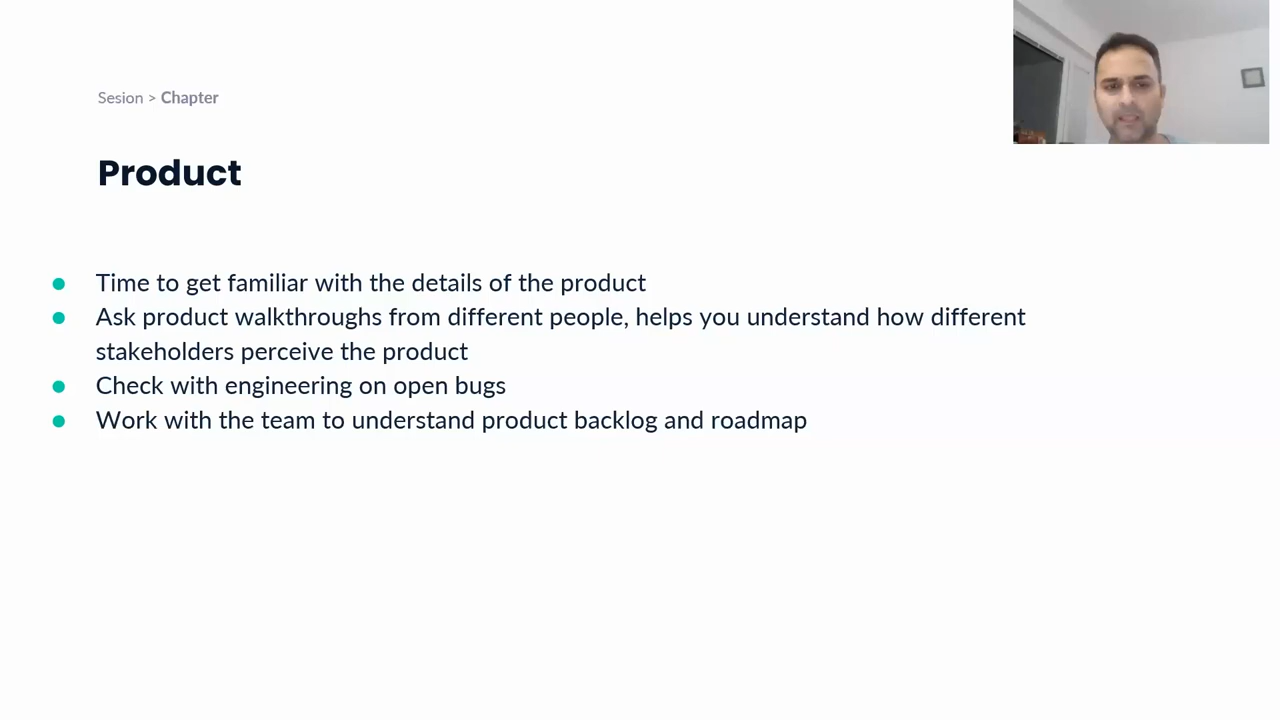 Sesion > Chapter
Product
Time to get familiar with the details of the product
Ask product walkthroughs from different people, helps you understand how different
stakeholders perceive the product
Check with engineering on open bugs
Work with the team to understand product backlog and roadmap